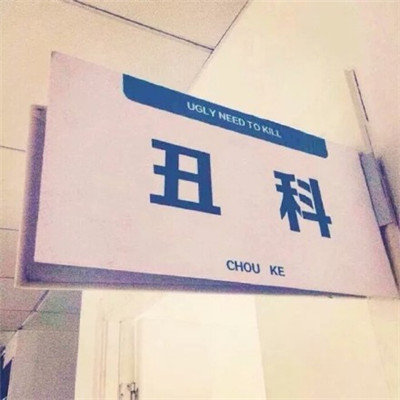 UGLY NEED TO KILL
丑科
CHOU KE